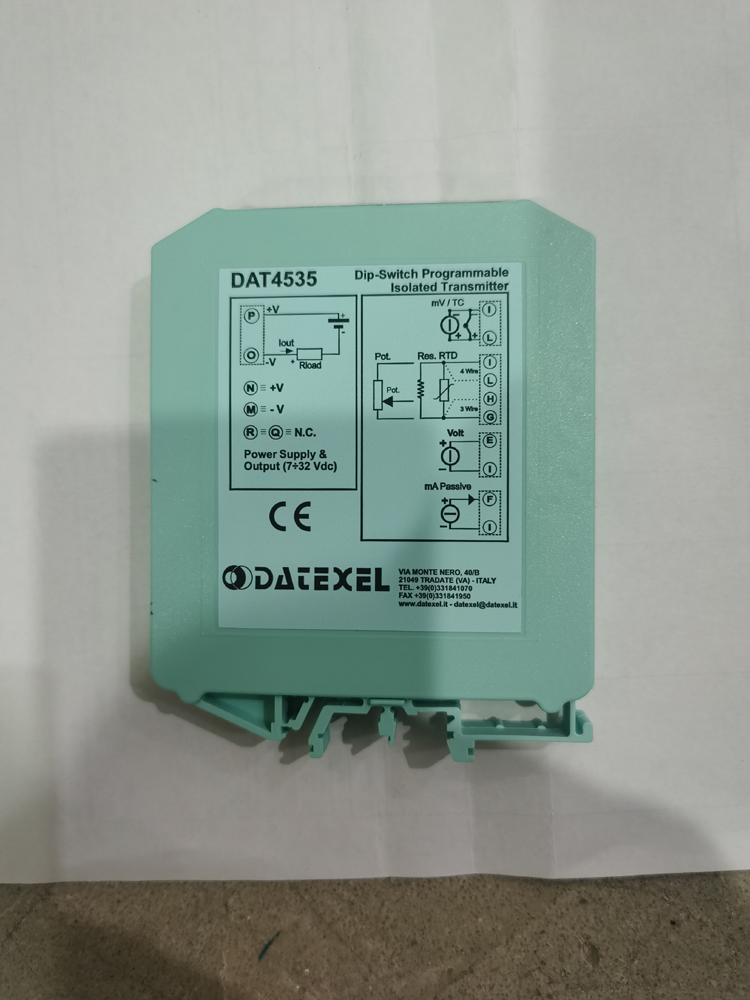 DAT4535
Dip-Switch Programmable
Isolated Transmitter
P
+V
+
-
Iout
O
-V
+
Rload
N = +V
M = - V
R = Q = N.C.
Power Supply &
Output (7÷32 Vdc)
mV / TC
I
-
+
+
L
Pot.
Res.
RTD
I
4 Wire
L
Pot.
H
3 Wire
G
Volt
+
E
-
I
mA Passive
+
F
-
I
CE
DATEXEL
VIA MONTE NERO, 40/B
21049 TRADATE (VA) - ITALY
TEL. +39(0)331841070
FAX +39(0)331841950
www.datexel.it - datexel@datexel.it